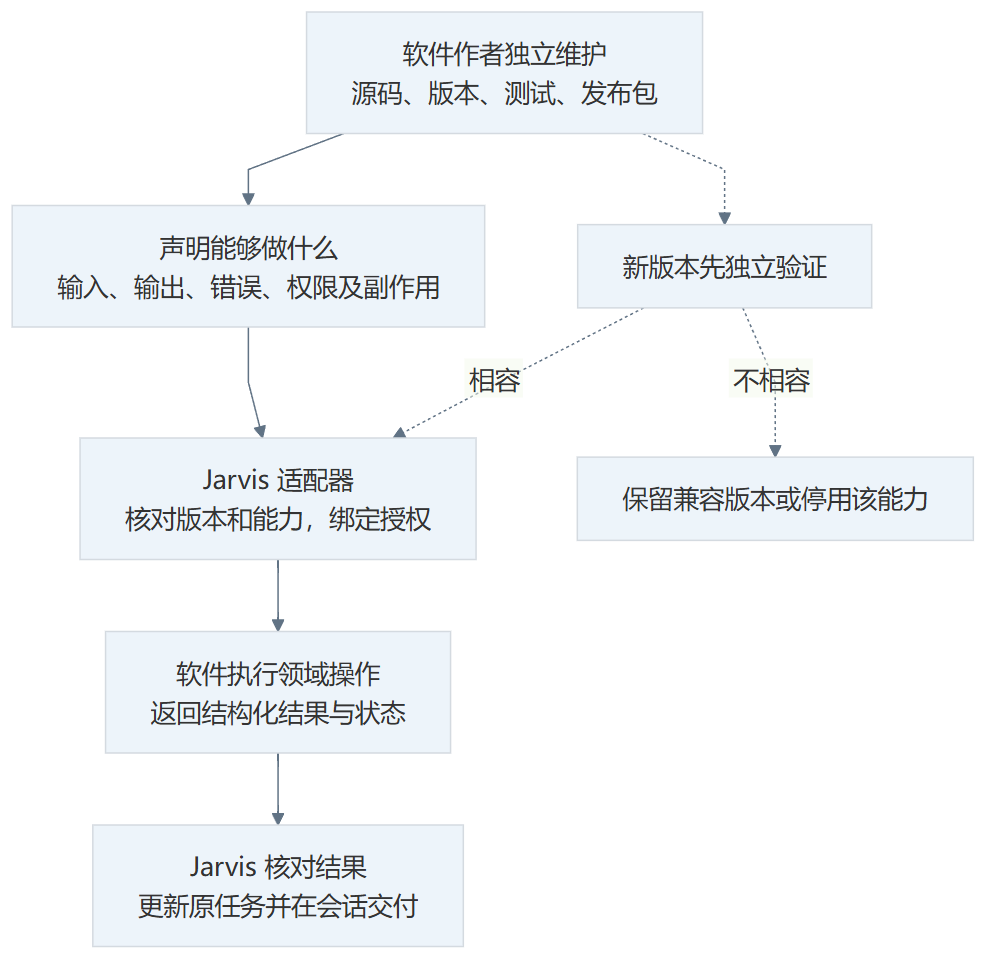 软件作者独立维护
源码、版本、测试、发布包
声明能够做什么
输入、输出、错误、权限及副作用
新版本先独立验证
相容
不相容
Jarvis 适配器
核对版本和能力，绑定授权
保留兼容版本或停用该能力
软件执行领域操作
返回结构化结果与状态
Jarvis 核对结果
更新原任务并在会话交付